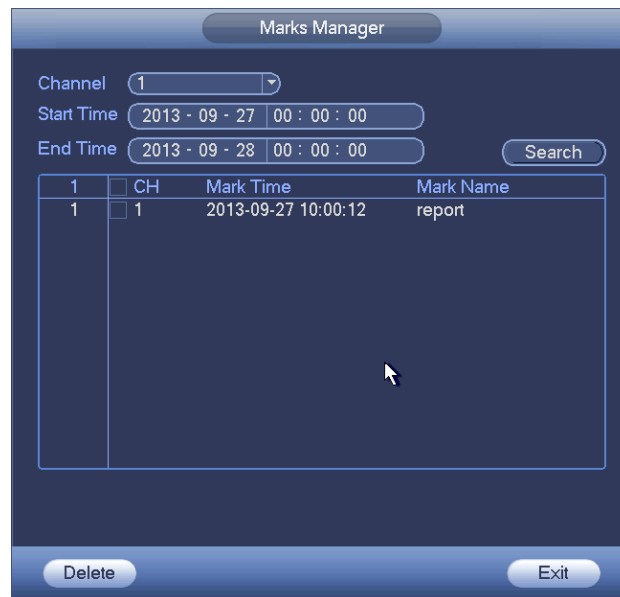 Marks Manager
Channel 1
Start Time 2013 - 09 - 27 00 : 00 : 00
End Time 2013 - 09 - 28 00 : 00 : 00 Search
1 CH Mark Time Mark Name
1 1 2013-09-27 10:00:12 report
Delete Exit